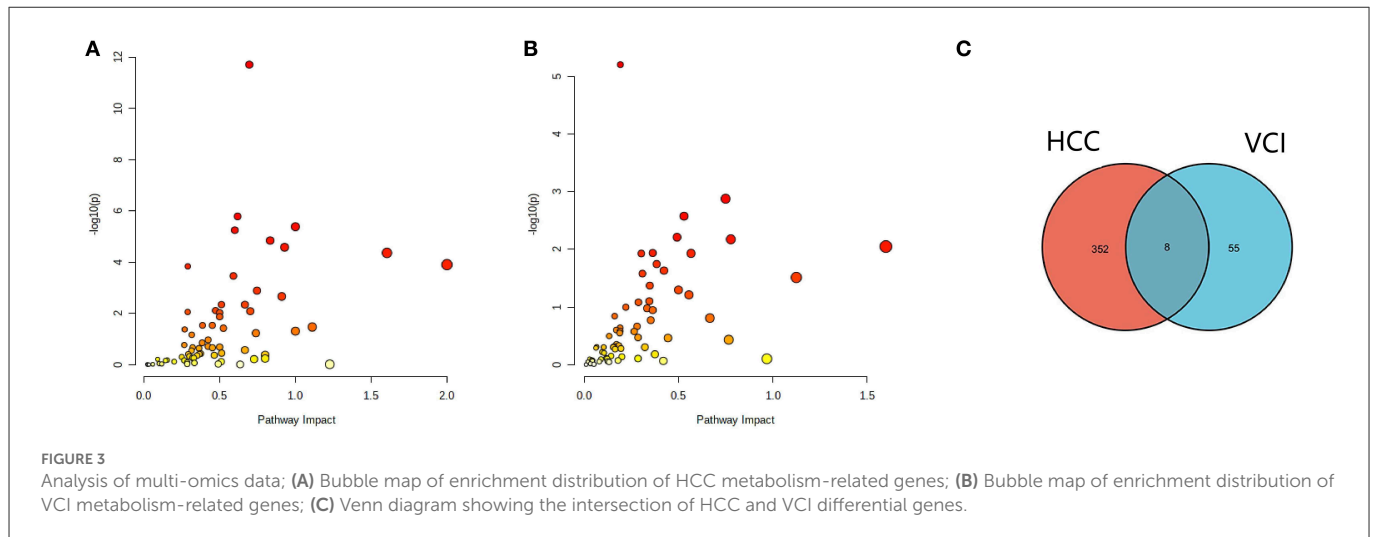 A
12
10
8
6
4
2
0
-log10(p)
0.0 0.5 1.0 1.5 2.0
Pathway Impact
B
5
4
3
2
1
0
-log10(p)
0.0 0.5 1.0 1.5
Pathway Impact
C
HCC VCI
352 8 55
FIGURE 3
Analysis of multi-omics data; (A) Bubble map of enrichment distribution of HCC metabolism-related genes; (B) Bubble map of enrichment distribution of
VCI metabolism-related genes; (C) Venn diagram showing the intersection of HCC and VCI differential genes.